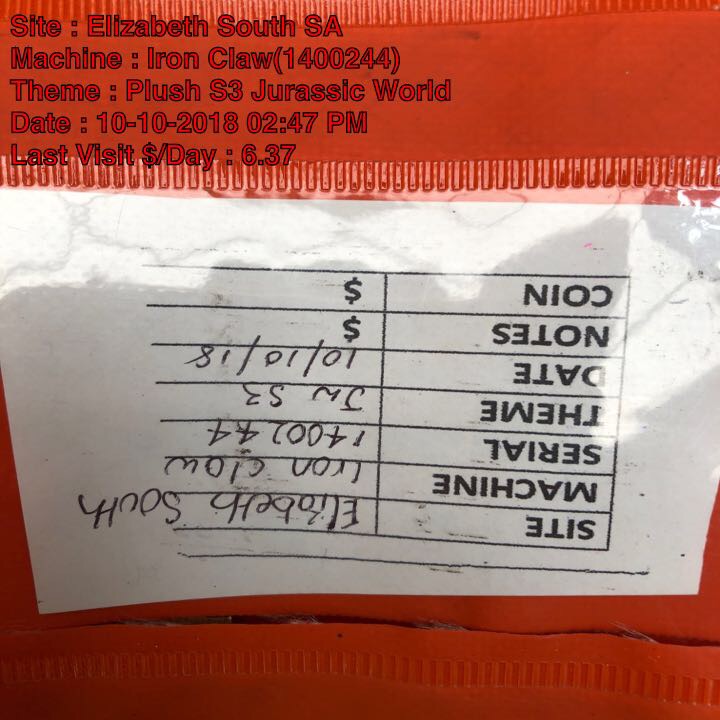 Site : Elizabeth South SA
Machine : Iron Claw(1400244)
Theme : Plush S3 Jurassic World
Date : 10-10-2018 02:47 PM
Last Visit $/Day : 6.37
SITE Elizabeth South
MACHINE Iron claw
SERIAL 1400244
THEME JW S3
DATE 10/10/18
NOTES $
COIN $